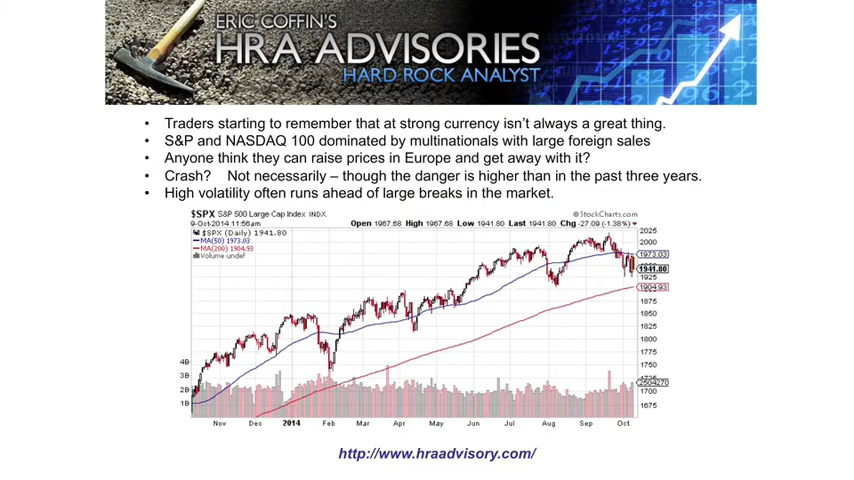 ERIC COFFIN'S
HRA ADVISORIES
HARD ROCK ANALYST
• Traders starting to remember that at strong currency isn't always a great thing.
• S&P and NASDAQ 100 dominated by multinationals with large foreign sales
• Anyone think they can raise prices in Europe and get away with it?
• Crash? Not necessarily – though the danger is higher than in the past three years.
• High volatility often runs ahead of large breaks in the market.
$SPX S&P 500 Large Cap Index INDX
© StockCharts.com
9-Oct-2014 11:56am
Open 1967.68 High 1967.68 Low 1941.80 Last 1941.80 Chg -27.09 (-1.38%)
$SPX (Daily) 1941.80
MA(50) 1973.03
MA(200) 1904.93
Volume undef
2025
2000
1973.03
1941.80
1925
1904.93
1875
1850
1825
1800
1775
1750
1700
1675
4B
3B
2B
1B
Nov Dec 2014 Feb Mar Apr May Jun Jul Aug Sep Oct
http://www.hraadvisory.com/